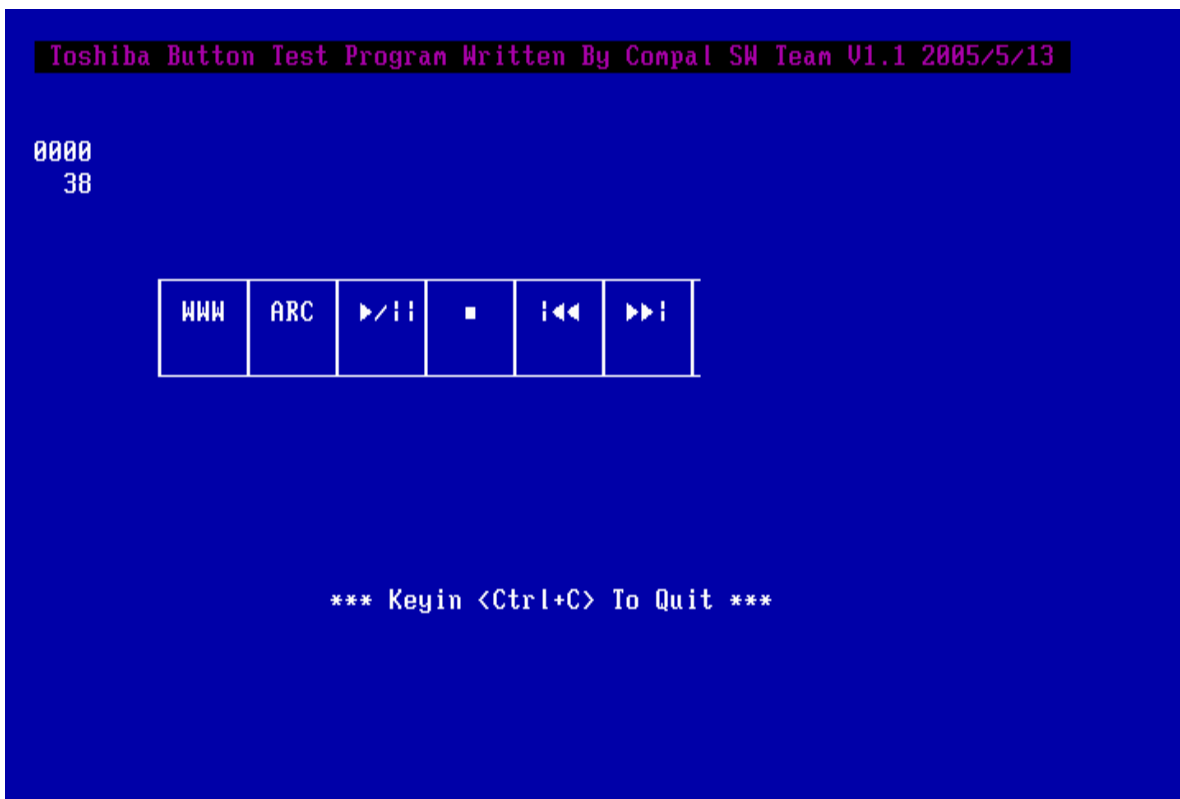 Toshiba Button Test Program Written By Compal SW Team V1.1 2005/5/13
0000
38
WWW ARC ►/¦¦ ■ ¦◄◄ ►►¦
*** Keyin <Ctrl+C> To Quit ***